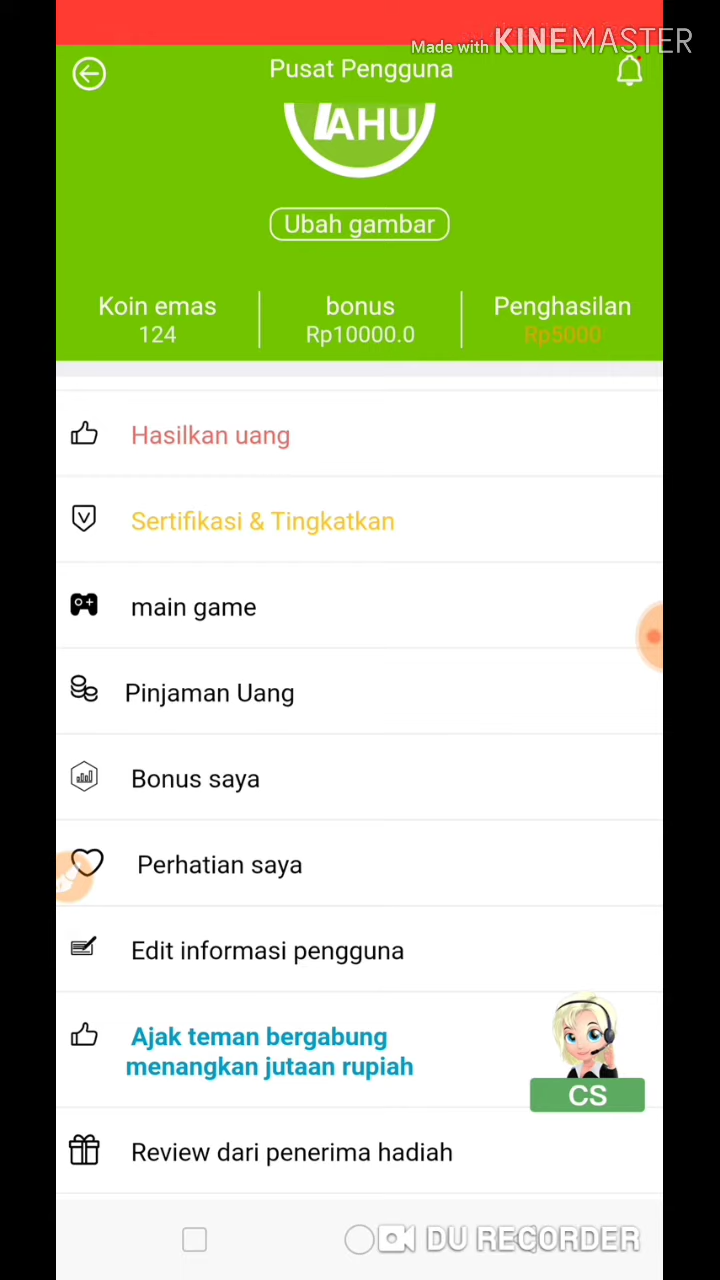 Made with KINEMASTER
Pusat Pengguna
TAHU
Ubah gambar
Koin emas
bonus
Penghasilan
124
Rp10000.0
Rp5000
Hasilkan uang
Sertifikasi & Tingkatkan
main game
Pinjaman Uang
Bonus saya
Perhatian saya
Edit informasi pengguna
Ajak teman bergabung
menangkan jutaan rupiah
CS
Review dari penerima hadiah
DU RECORDER